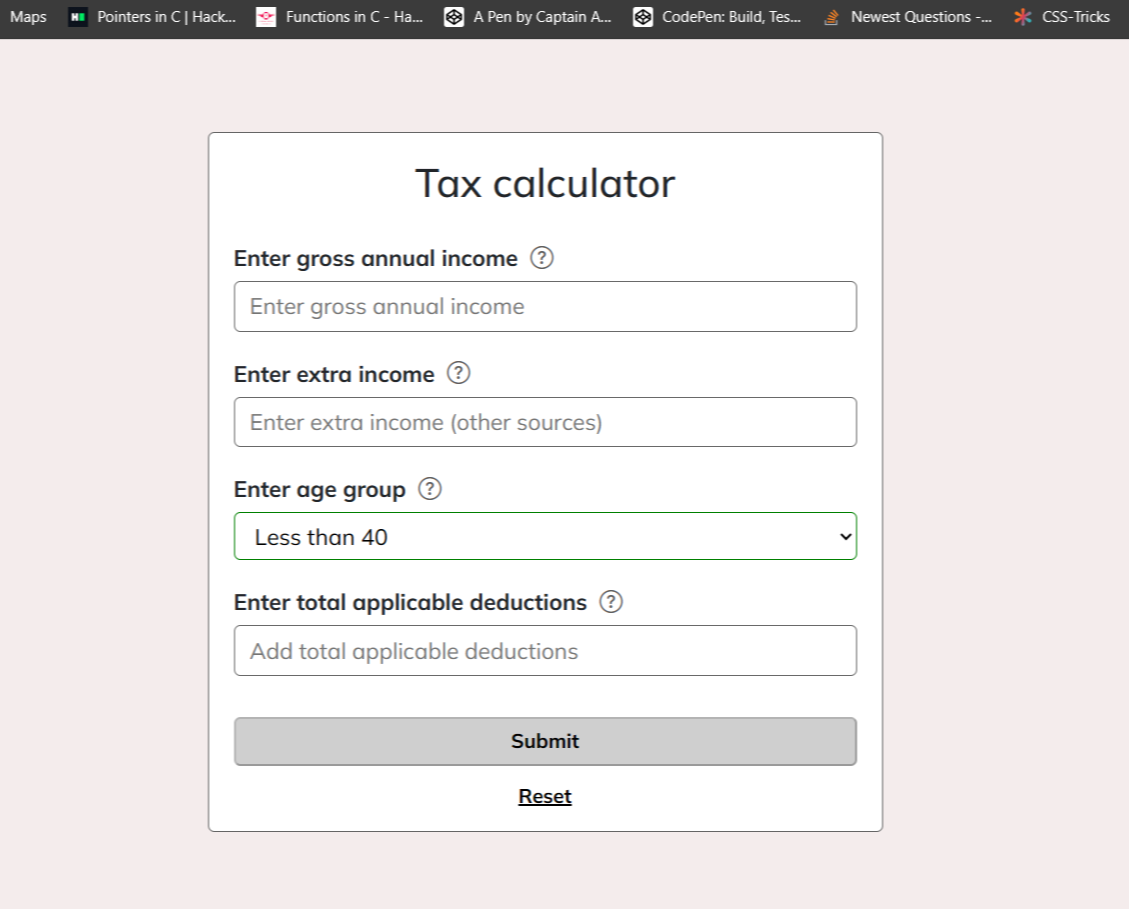 Maps Pointers in C | Hack... Functions in C - Ha... A Pen by Captain A... CodePen: Build, Tes... Newest Questions -... CSS-Tricks
Tax calculator
Enter gross annual income ?
Enter gross annual income
Enter extra income ?
Enter extra income (other sources)
Enter age group ?
Less than 40
Enter total applicable deductions ?
Add total applicable deductions
Submit
Reset